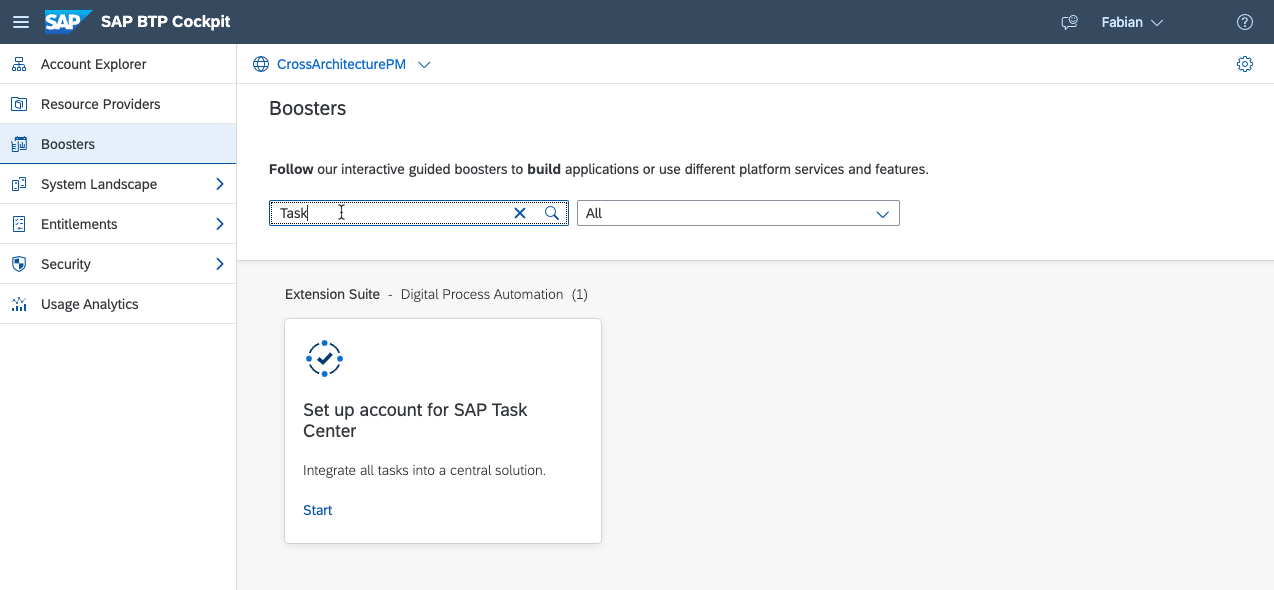 SAP SAP BTP Cockpit
Fabian
Account Explorer
Resource Providers
Boosters
System Landscape
Entitlements
Security
Usage Analytics
CrossArchitecturePM
Boosters
Follow our interactive guided boosters to build applications or use different platform services and features.
Task
All
Extension Suite - Digital Process Automation (1)
Set up account for SAP Task
Center
Integrate all tasks into a central solution.
Start